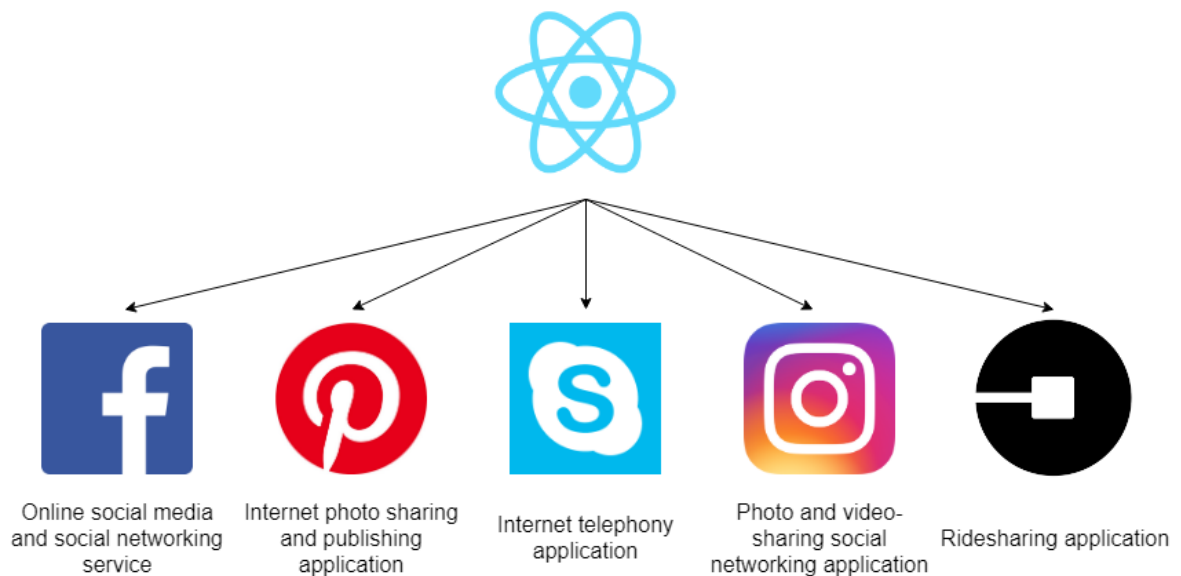 Online social media
and social networking
service
Internet photo sharing
and publishing
application
Internet telephony
application
Photo and video-
sharing social
networking application
Ridesharing application